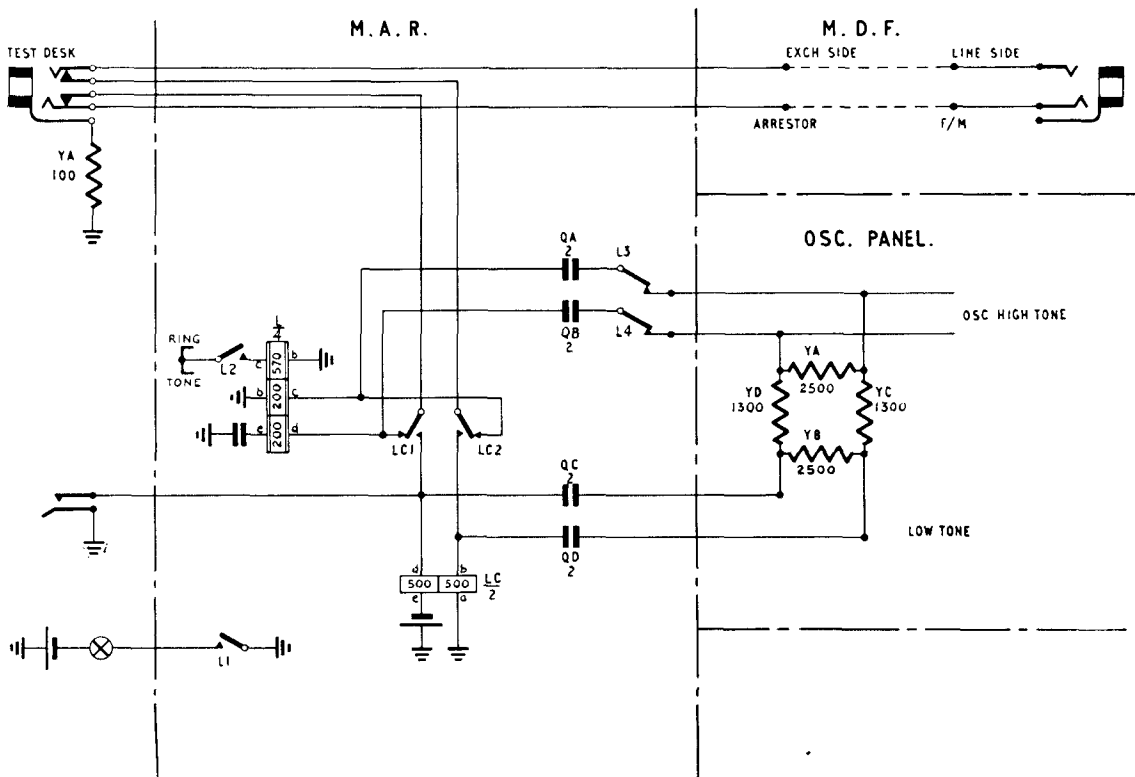 M.A.R.
M.D.F.
TEST DESK
EXCH SIDE
LINE SIDE
ARRESTOR
F/M
YA
100
OSC. PANEL.
QA
2
L3
QB
2
L4
OSC HIGH TONE
RING
TONE
L2
L
4
c 570 b
b 200 c
e 200 d
YA
2500
YD
1300
YC
1300
YB
2500
LC1
LC2
QC
2
QD
2
LOW TONE
d b
500 500
e a
LC
2
L1